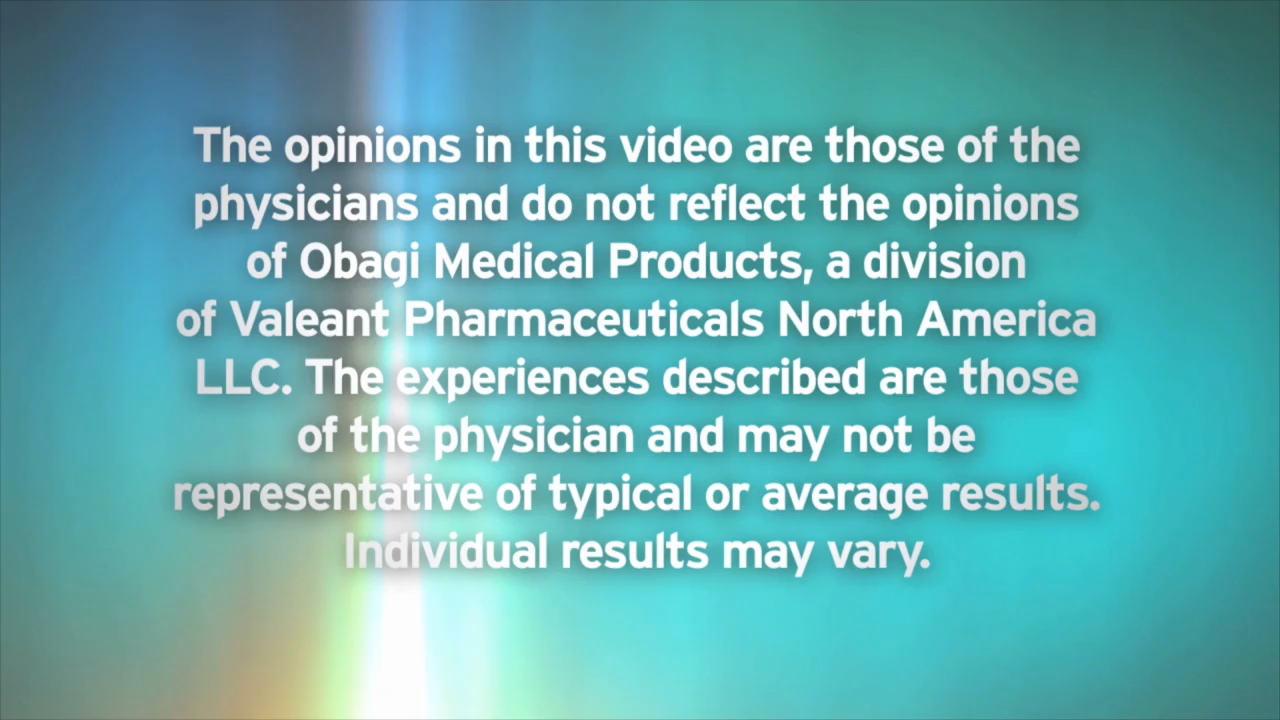 The opinions in this video are those of the
physicians and do not reflect the opinions
of Obagi Medical Products, a division
of Valeant Pharmaceuticals North America
LLC. The experiences described are those
of the physician and may not be
representative of typical or average results.
Individual results may vary.